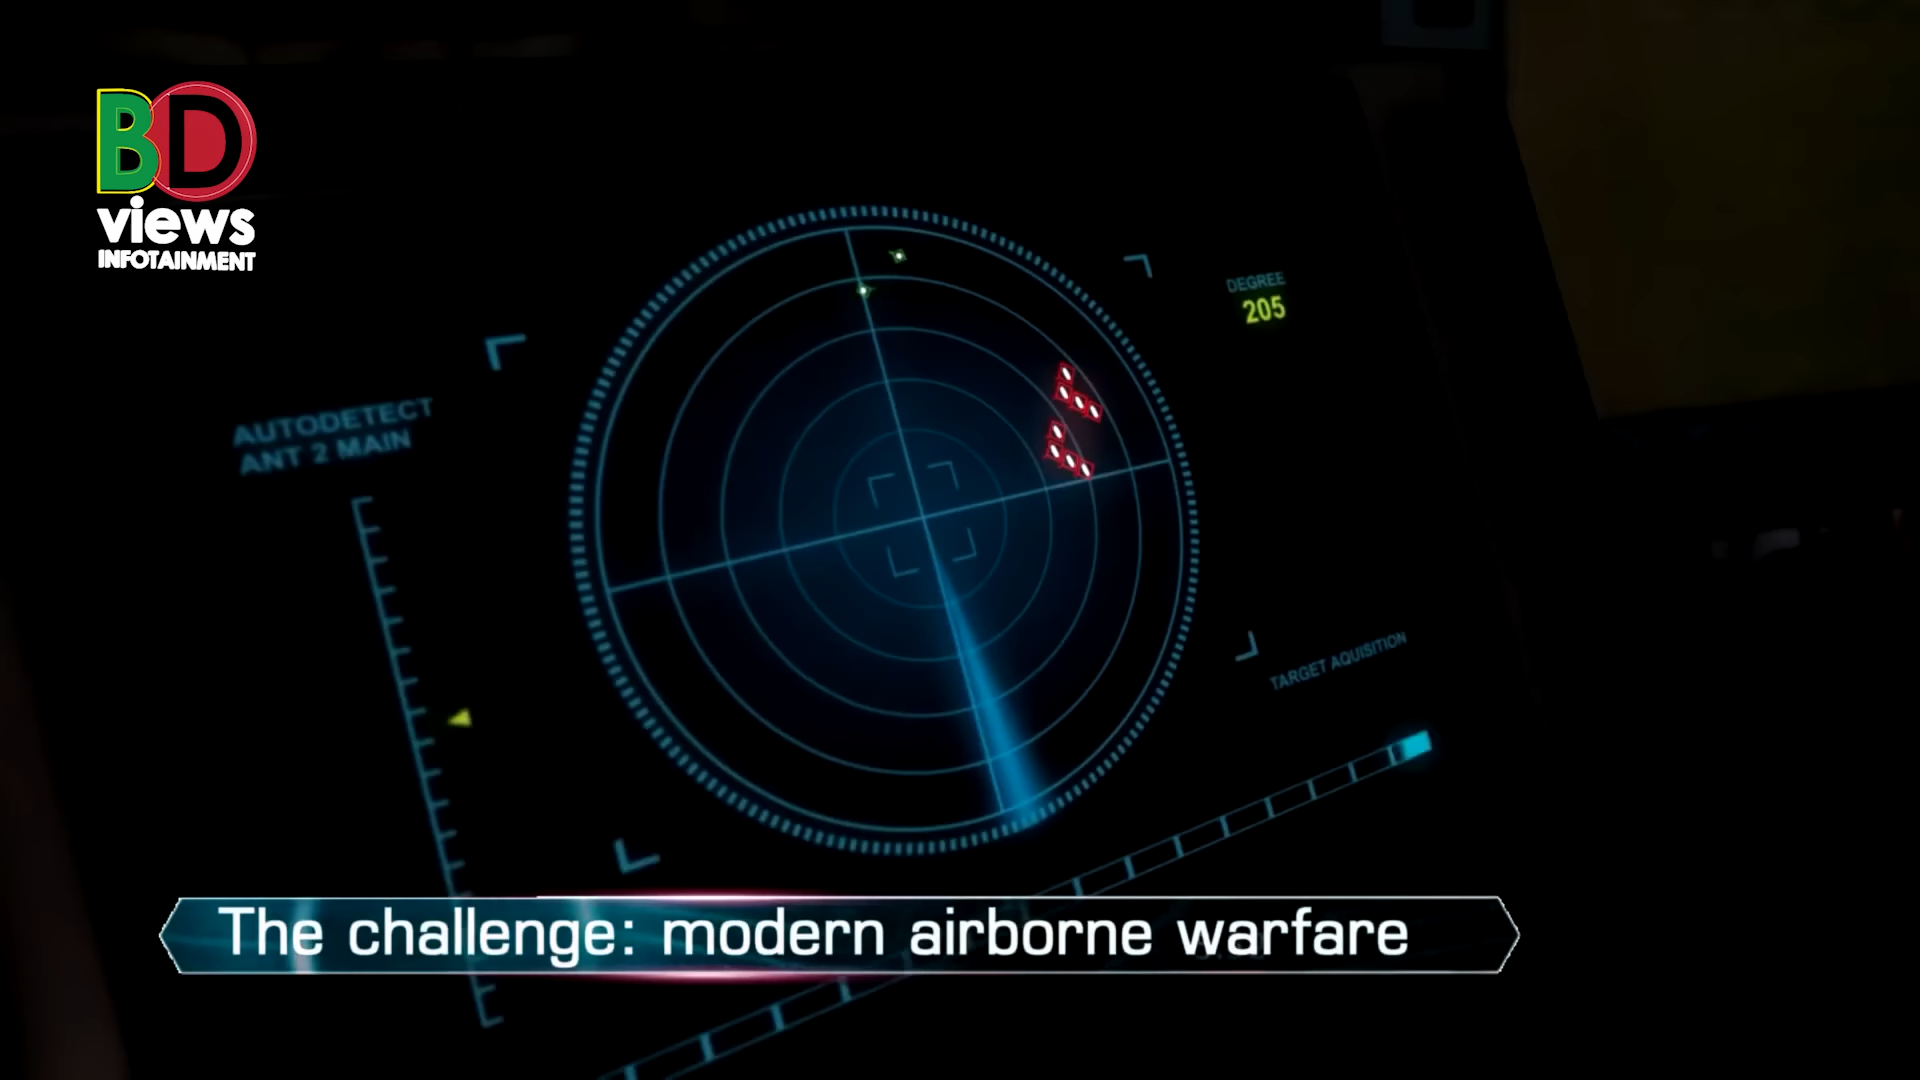 BD
views
INFOTAINMENT
DEGREE
205
AUTODETECT
ANT 2 MAIN
TARGET AQUISITION
The challenge: modern airborne warfare